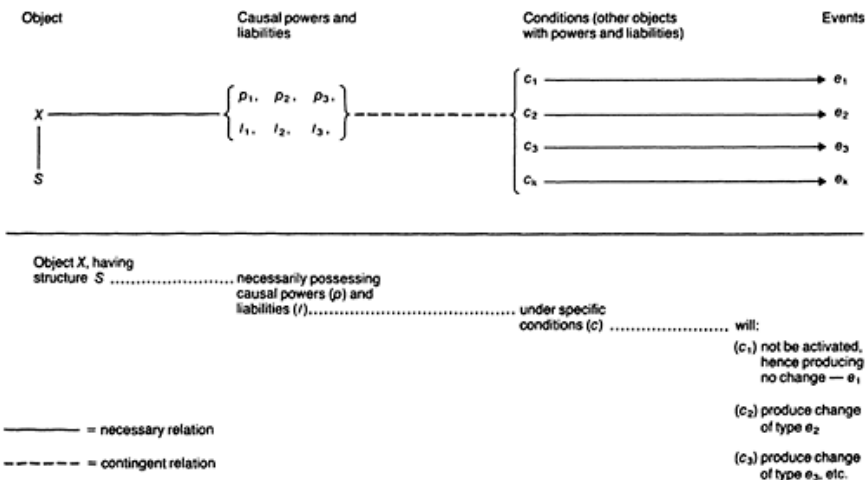 Object
Causal powers and
liabilities
Conditions (other objects
with powers and liabilities)
Events
X
S
p1, p2, p3,
l1, l2, l3,
c1
e1
c2
e2
c3
e3
ck
ek
Object X, having
structure S ...................... necessarily possessing
causal powers (p) and
liabilities (l)..................................... under specific
conditions (c) ..................... will:
(c1) not be activated,
hence producing
no change — e1
(c2) produce change
of type e2
(c3) produce change
of type e3, etc.
= necessary relation
= contingent relation